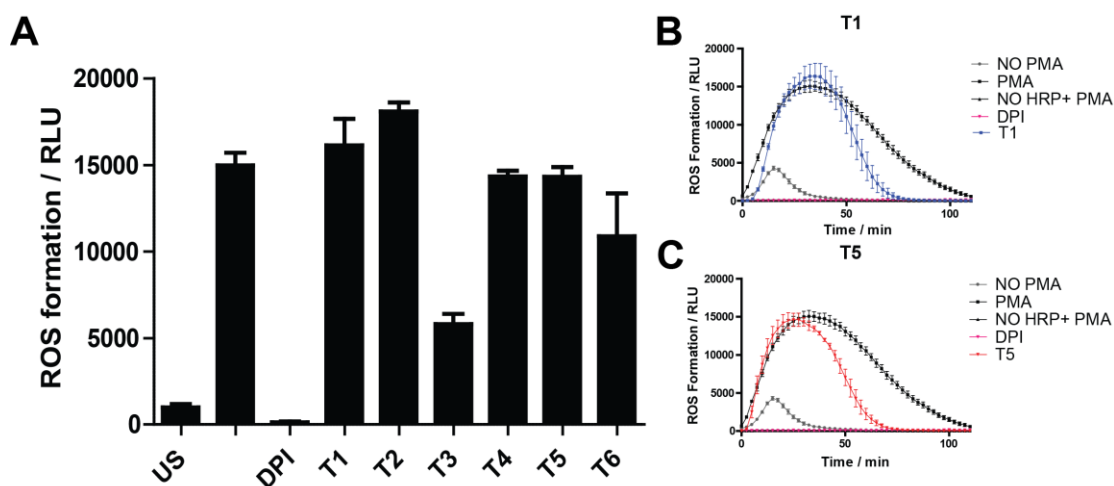 A
ROS formation / RLU
20000
15000
10000
5000
0
US
DPI
T1
T2
T3
T4
T5
T6
B
T1
ROS Formation / RLU
20000
15000
10000
5000
0
0
50
100
Time / min
NO PMA
PMA
NO HRP+ PMA
DPI
T1
C
T5
ROS Formation / RLU
20000
15000
10000
5000
0
0
50
100
Time / min
NO PMA
PMA
NO HRP+ PMA
DPI
T5